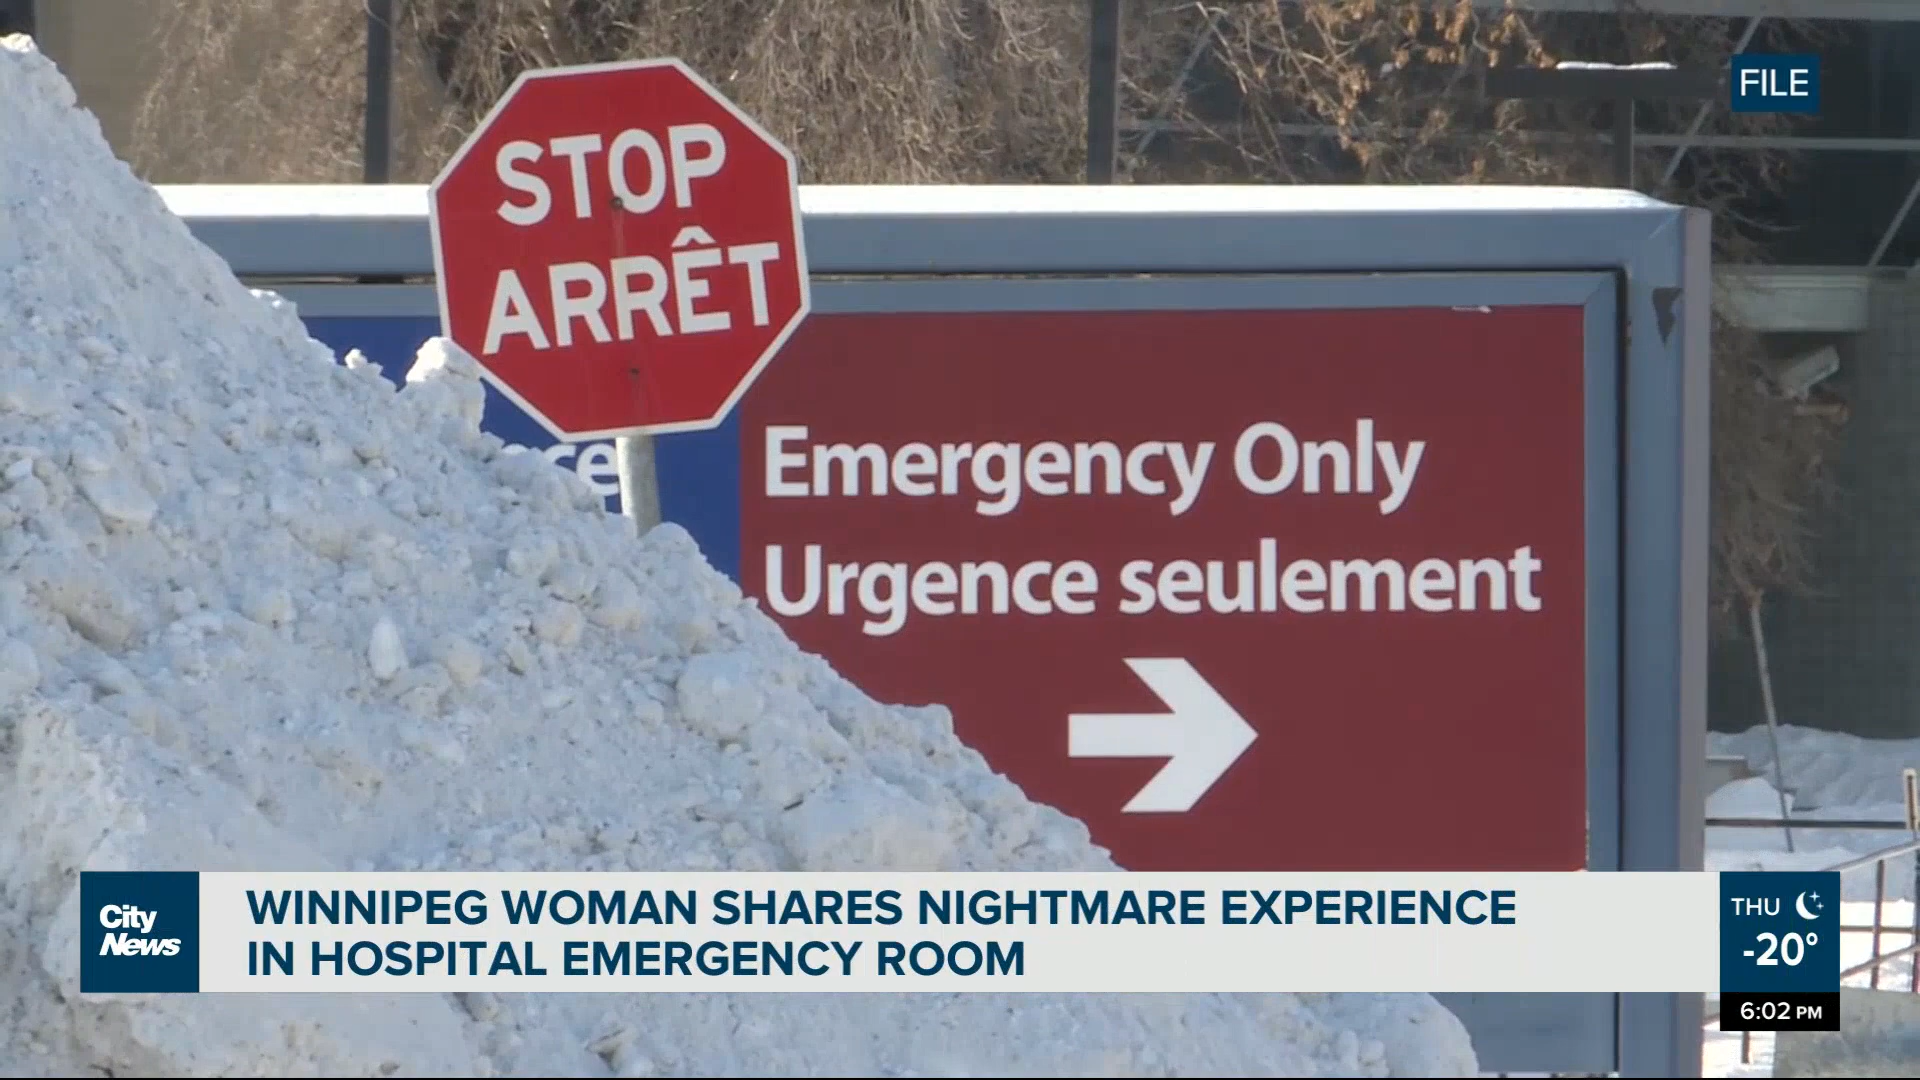 FILE
STOP
ARRÊT
Emergency Only
Urgence seulement
City
News
WINNIPEG WOMAN SHARES NIGHTMARE EXPERIENCE
IN HOSPITAL EMERGENCY ROOM
THU
-20°
6:02 PM